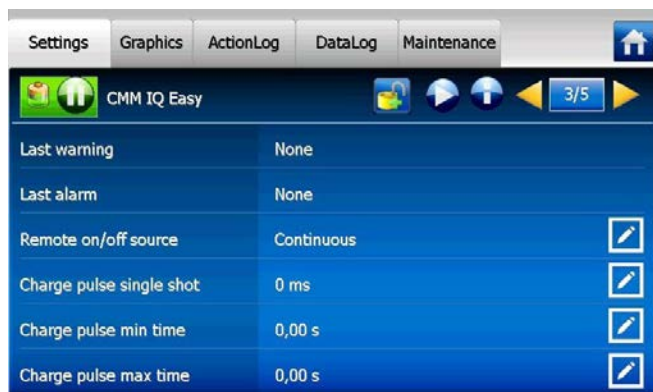 Settings Graphics ActionLog DataLog Maintenance
CMM IQ Easy 3/5
Last warning None
Last alarm None
Remote on/off source Continuous
Charge pulse single shot 0 ms
Charge pulse min time 0,00 s
Charge pulse max time 0,00 s